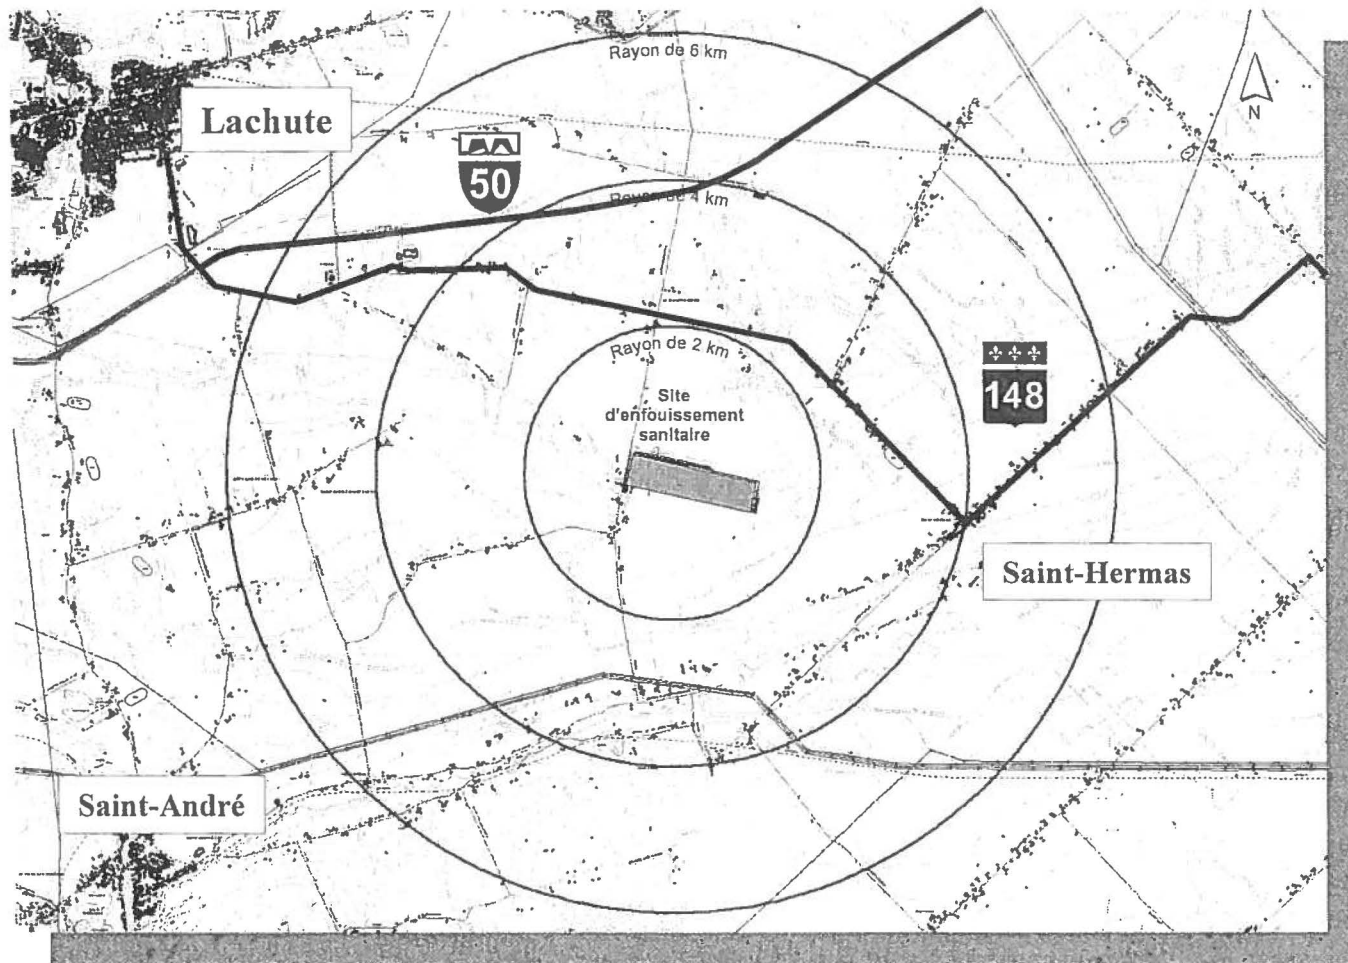 Rayon de 6 km
Lachute
N
50
Rayon de 4 km
Rayon de 2 km
148
Site
d'enfouissement
sanitaire
Saint-Hermas
Saint-André